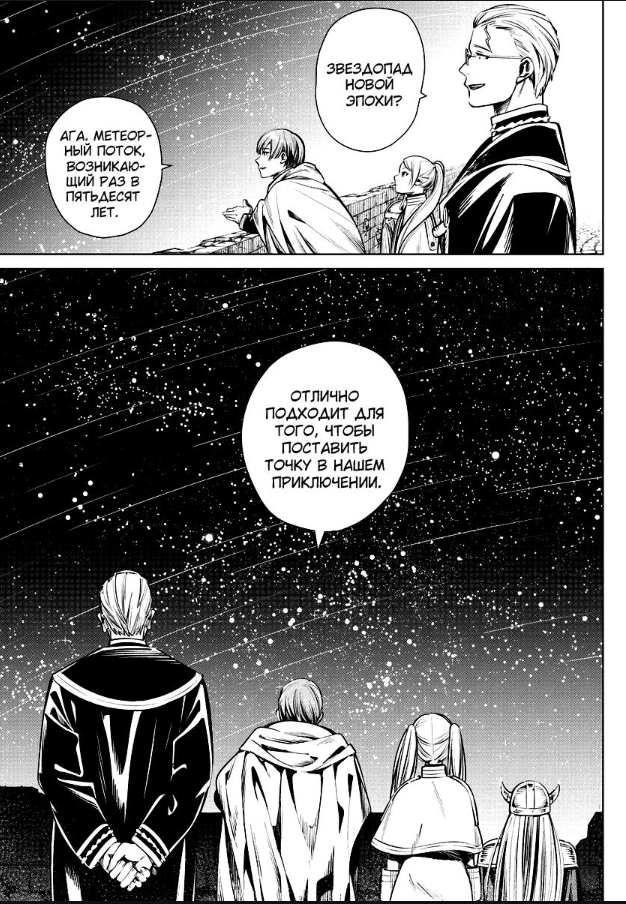 ЗВЕЗДОПАД
НОВОЙ
ЭПОХИ?
АГА. МЕТЕОР-
НЫЙ ПОТОК,
ВОЗНИКАЮ-
ЩИЙ РАЗ В
ПЯТЬДЕСЯТ
ЛЕТ.
ОТЛИЧНО
ПОДХОДИТ ДЛЯ
ТОГО, ЧТОБЫ
ПОСТАВИТЬ
ТОЧКУ В НАШЕМ
ПРИКЛЮЧЕНИИ.